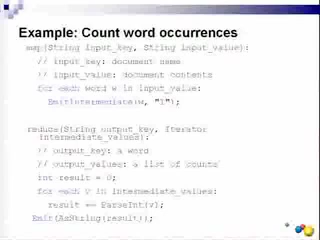 Example: Count word occurrences
map(String input_key, String input_value):
// input_key: document name
// input_value: document contents
for each word w in input_value:
EmitIntermediate(w, "1");
reduce(String output_key, Iterator
intermediate_values):
// output_key: a word
// output_values: a list of counts
int result = 0;
for each v in intermediate_values:
result += ParseInt(v);
Emit(AsString(result));